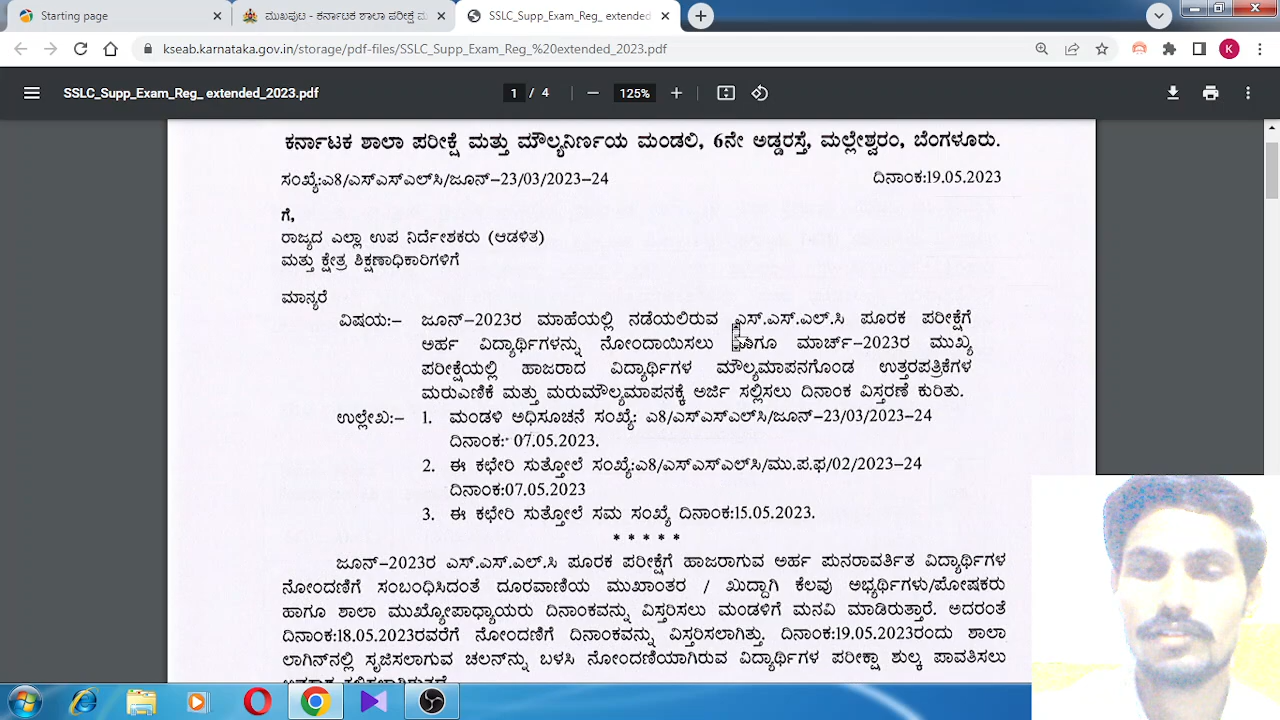 Starting page
ಮುಖಪುಟ - ಕರ್ನಾಟಕ ಶಾಲಾ ಪರೀಕ್ಷೆ ಮ
SSLC_Supp_Exam_Reg_ extended
kseab.karnataka.gov.in/storage/pdf-files/SSLC_Supp_Exam_Reg_%20extended_2023.pdf
K
SSLC_Supp_Exam_Reg_ extended_2023.pdf
1 / 4
125%
ಕರ್ನಾಟಕ ಶಾಲಾ ಪರೀಕ್ಷೆ ಮತ್ತು ಮೌಲ್ಯನಿರ್ಣಯ ಮಂಡಲಿ, 6ನೇ ಅಡ್ಡರಸ್ತೆ, ಮಲ್ಲೇಶ್ವರಂ, ಬೆಂಗಳೂರು.
ಸಂಖ್ಯೆ:ಎ8/ಎಸ್ಎಸ್ಎಲ್‌ಸಿ/ಜೂನ್–23/03/2023–24 ದಿನಾಂಕ:19.05.2023
ಗೆ,
ರಾಜ್ಯದ ಎಲ್ಲಾ ಉಪ ನಿರ್ದೇಶಕರು (ಆಡಳಿತ)
ಮತ್ತು ಕ್ಷೇತ್ರ ಶಿಕ್ಷಣಾಧಿಕಾರಿಗಳಿಗೆ
ಮಾನ್ಯರೆ
ವಿಷಯ:– ಜೂನ್–2023ರ ಮಾಹೆಯಲ್ಲಿ ನಡೆಯಲಿರುವ ಎಸ್.ಎಸ್.ಎಲ್.ಸಿ ಪೂರಕ ಪರೀಕ್ಷೆಗೆ
ಅರ್ಹ ವಿದ್ಯಾರ್ಥಿಗಳನ್ನು ನೋಂದಾಯಿಸಲು ಹಾಗೂ ಮಾರ್ಚ್–2023ರ ಮುಖ್ಯ
ಪರೀಕ್ಷೆಯಲ್ಲಿ ಹಾಜರಾದ ವಿದ್ಯಾರ್ಥಿಗಳ ಮೌಲ್ಯಮಾಪನಗೊಂಡ ಉತ್ತರಪತ್ರಿಕೆಗಳ
ಮರುಎಣಿಕೆ ಮತ್ತು ಮರುಮೌಲ್ಯಮಾಪನಕ್ಕೆ ಅರ್ಜಿ ಸಲ್ಲಿಸಲು ದಿನಾಂಕ ವಿಸ್ತರಣೆ ಕುರಿತು.
ಉಲ್ಲೇಖ:– 1. ಮಂಡಳಿ ಅಧಿಸೂಚನೆ ಸಂಖ್ಯೆ: ಎ8/ಎಸ್ಎಸ್ಎಲ್‌ಸಿ/ಜೂನ್–23/03/2023–24
ದಿನಾಂಕ: 07.05.2023.
2. ಈ ಕಛೇರಿ ಸುತ್ತೋಲೆ ಸಂಖ್ಯೆ:ಎ8/ಎಸ್ಎಸ್ಎಲ್‌ಸಿ/ಮು.ಪ.ಫ/02/2023–24
ದಿನಾಂಕ:07.05.2023
3. ಈ ಕಛೇರಿ ಸುತ್ತೋಲೆ ಸಮ ಸಂಖ್ಯೆ ದಿನಾಂಕ:15.05.2023.
* * * * *
ಜೂನ್–2023ರ ಎಸ್.ಎಸ್.ಎಲ್.ಸಿ ಪೂರಕ ಪರೀಕ್ಷೆಗೆ ಹಾಜರಾಗುವ ಅರ್ಹ ಪುನರಾವರ್ತಿತ ವಿದ್ಯಾರ್ಥಿಗಳ
ನೋಂದಣಿಗೆ ಸಂಬಂಧಿಸಿದಂತೆ ದೂರವಾಣಿಯ ಮುಖಾಂತರ / ಖುದ್ದಾಗಿ ಕೆಲವು ಅಭ್ಯರ್ಥಿಗಳು/ಪೋಷಕರು
ಹಾಗೂ ಶಾಲಾ ಮುಖ್ಯೋಪಾಧ್ಯಾಯರು ದಿನಾಂಕವನ್ನು ವಿಸ್ತರಿಸಲು ಮಂಡಳಿಗೆ ಮನವಿ ಮಾಡಿರುತ್ತಾರೆ. ಅದರಂತೆ
ದಿನಾಂಕ:18.05.2023ರವರೆಗೆ ನೋಂದಣಿಗೆ ದಿನಾಂಕವನ್ನು ವಿಸ್ತರಿಸಲಾಗಿತ್ತು. ದಿನಾಂಕ:19.05.2023ರಂದು ಶಾಲಾ
ಲಾಗಿನ್‌ನಲ್ಲಿ ಸೃಜಿಸಲಾಗುವ ಚಲನ್‌ನ್ನು ಬಳಸಿ ನೋಂದಣಿಯಾಗಿರುವ ವಿದ್ಯಾರ್ಥಿಗಳ ಪರೀಕ್ಷಾ ಶುಲ್ಕ ಪಾವತಿಸಲು